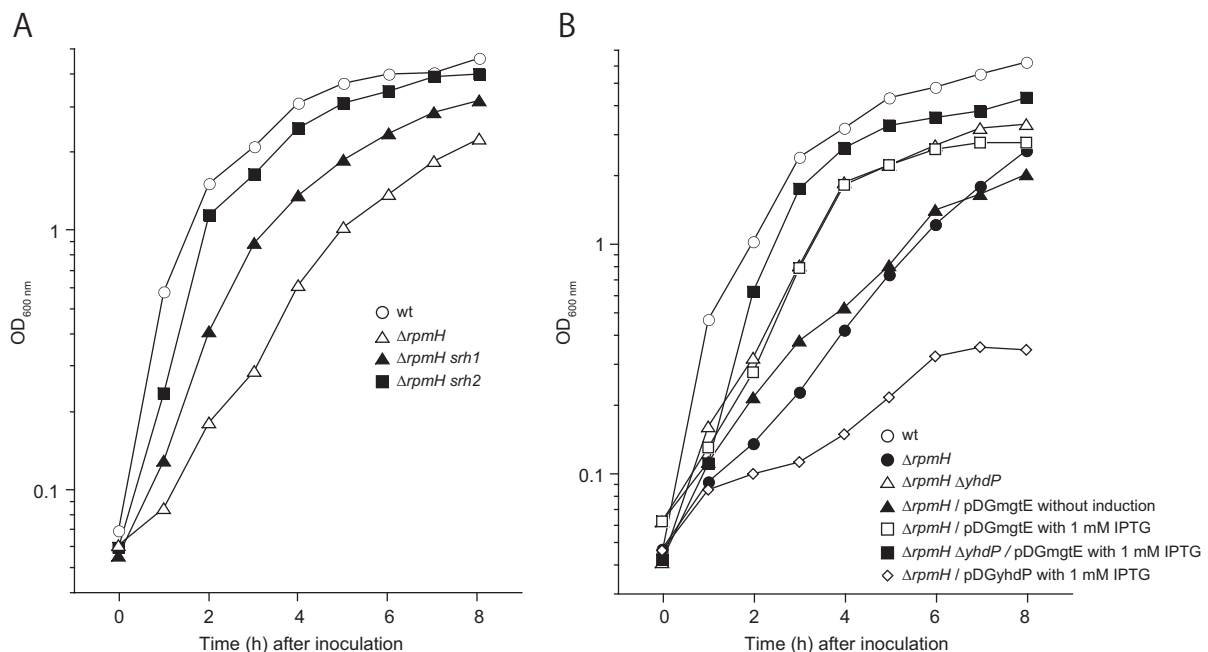 A
OD600 nm
1
0.1
0
2
4
6
8
Time (h) after inoculation
wt
ΔrpmH
ΔrpmH srh1
ΔrpmH srh2
B
OD600 nm
1
0.1
0
2
4
6
8
Time (h) after inoculation
wt
ΔrpmH
ΔrpmH ΔyhdP
ΔrpmH / pDGmgtE without induction
ΔrpmH / pDGmgtE with 1 mM IPTG
ΔrpmH ΔyhdP / pDGmgtE with 1 mM IPTG
ΔrpmH / pDGyhdP with 1 mM IPTG